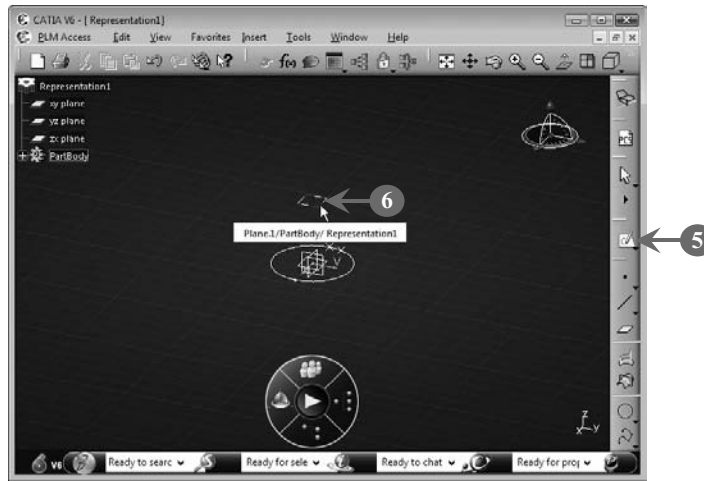 CATIA V6 - [ Representation1]
PLM Access Edit View Favorites Insert Tools Window Help
f(x)
Representation1
xy plane
yz plane
zx plane
PartBody
PCS
6
Plane.1/PartBody/ Representation1
5
x
y
z
x y
V6 Ready to searc Ready for sele Ready to chat Ready for proj